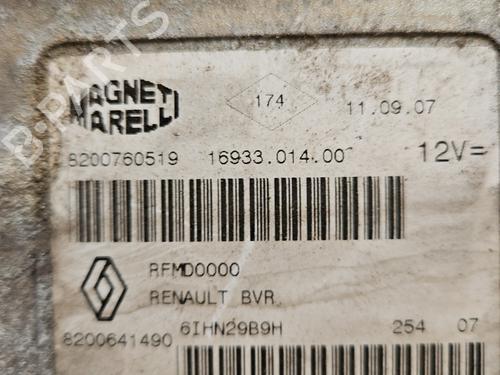 MAGNETI
MARELLI
174
11.09.07
8200760519
16933.014.00
12V=
RFMD0000
RENAULT BVR
8200641490
6IHN29B9H
254 07
B-PARTS